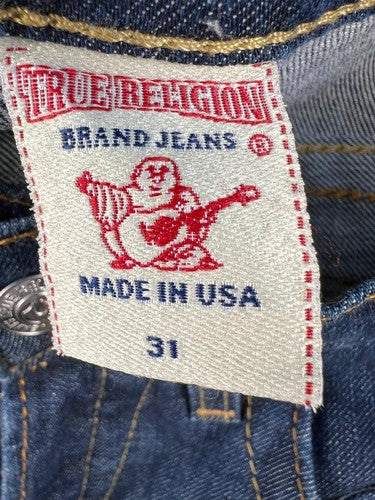 TRUE RELIGION
BRAND JEANS ®
MADE IN USA
31